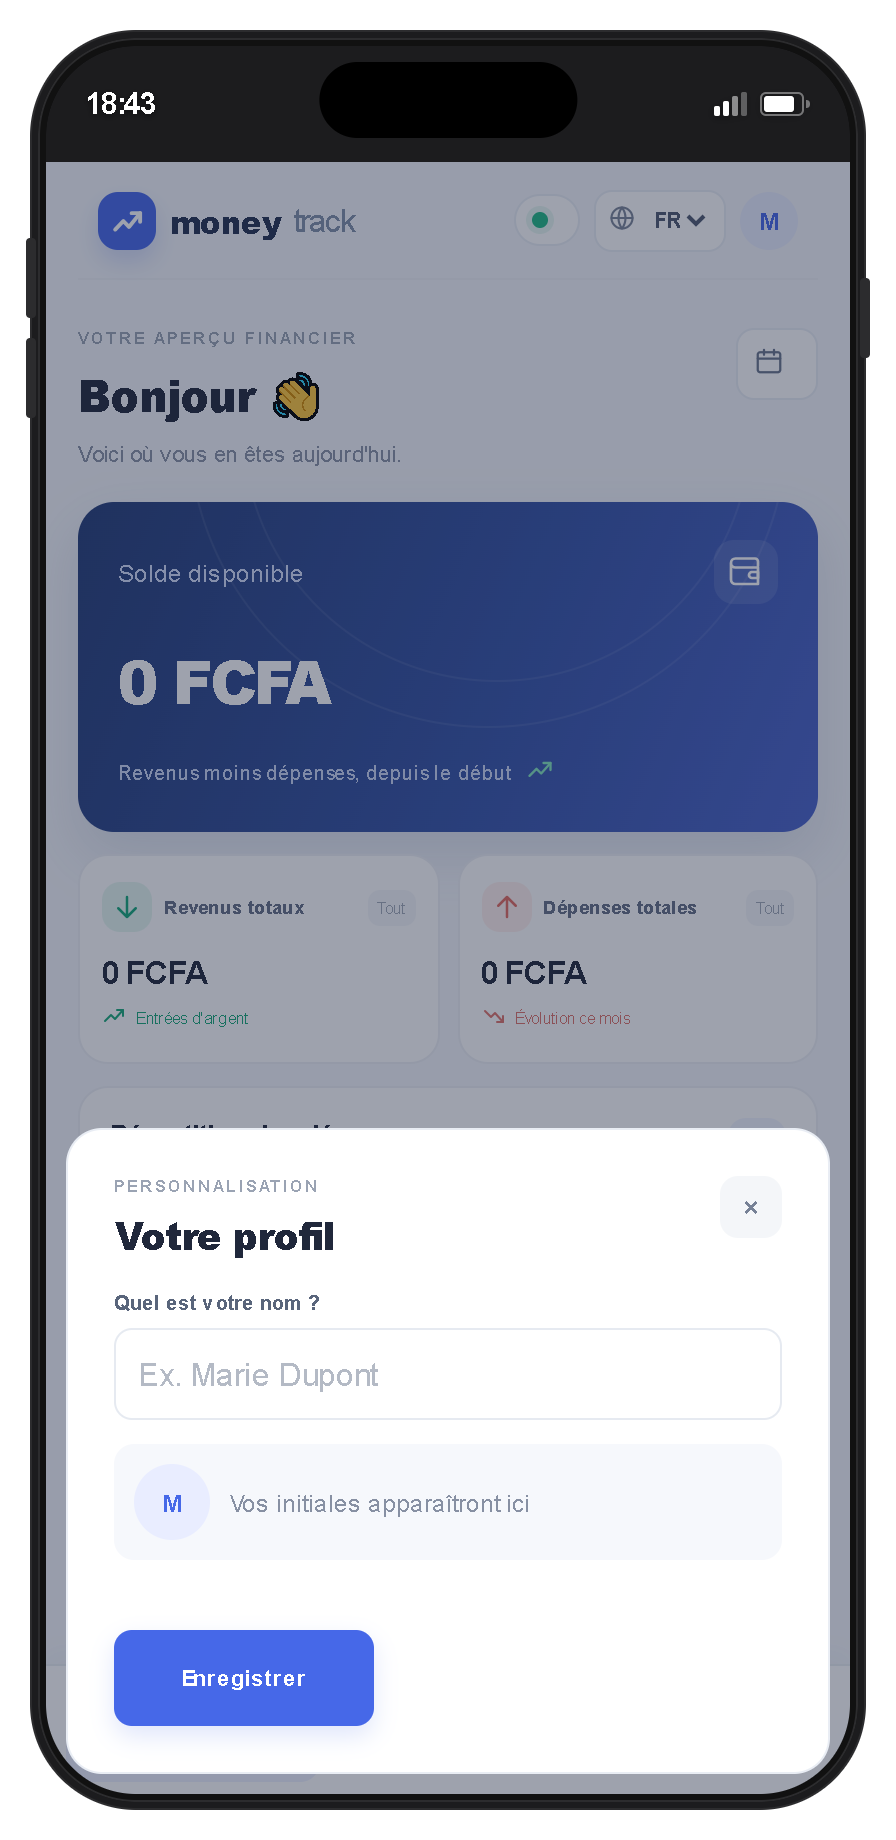 18:43
money track
FR
M
VOTRE APERÇU FINANCIER
Bonjour 👋
Voici où vous en êtes aujourd'hui.
Solde disponible
0 FCFA
Revenus moins dépenses, depuis le début
Revenus totaux
Tout
0 FCFA
Entrées d'argent
Dépenses totales
Tout
0 FCFA
Évolution ce mois
PERSONNALISATION
Votre profil
×
Quel est votre nom ?
Ex. Marie Dupont
M
Vos initiales apparaîtront ici
Enregistrer